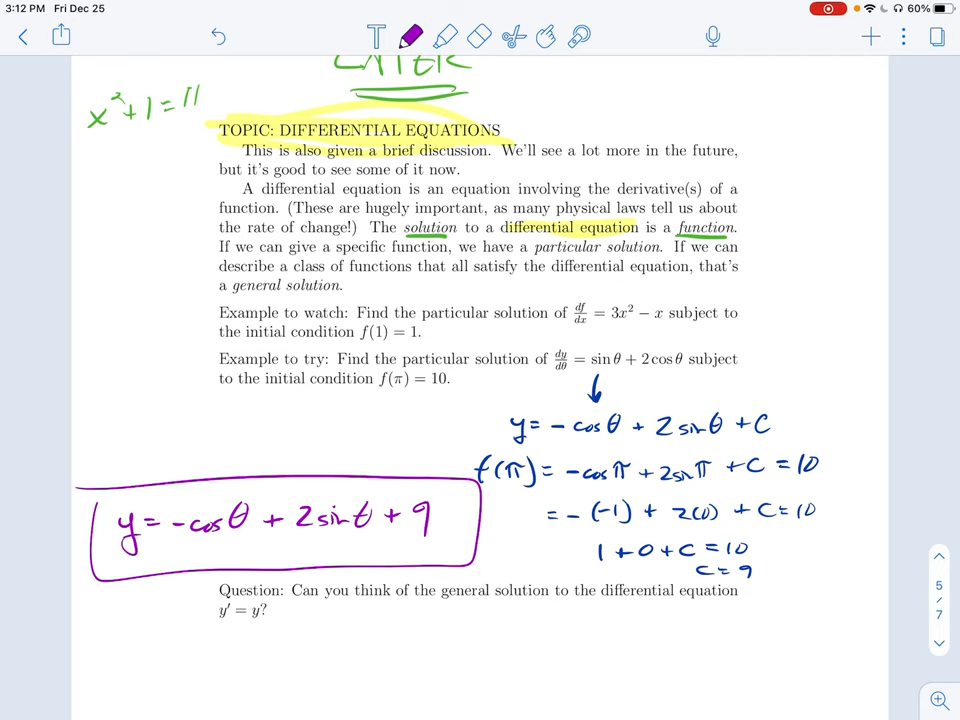 3:12 PM Fri Dec 25
60%
LATER
x²+1=11
TOPIC: DIFFERENTIAL EQUATIONS
This is also given a brief discussion. We'll see a lot more in the future,
but it's good to see some of it now.
A differential equation is an equation involving the derivative(s) of a
function. (These are hugely important, as many physical laws tell us about
the rate of change!) The solution to a differential equation is a function.
If we can give a specific function, we have a particular solution. If we can
describe a class of functions that all satisfy the differential equation, that's
a general solution.
Example to watch: Find the particular solution of df/dx = 3x² − x subject to
the initial condition f(1) = 1.
Example to try: Find the particular solution of dy/dθ = sin θ + 2 cos θ subject
to the initial condition f(π) = 10.
y = - cosθ + 2 sinθ + C
f(π) = -cosπ + 2sinπ + C = 10
= - (-1) + 2(0) + C = 10
1 + 0 + C = 10
C = 9
y = -cosθ + 2 sinθ + 9
Question: Can you think of the general solution to the differential equation
y′ = y?
5
/
7